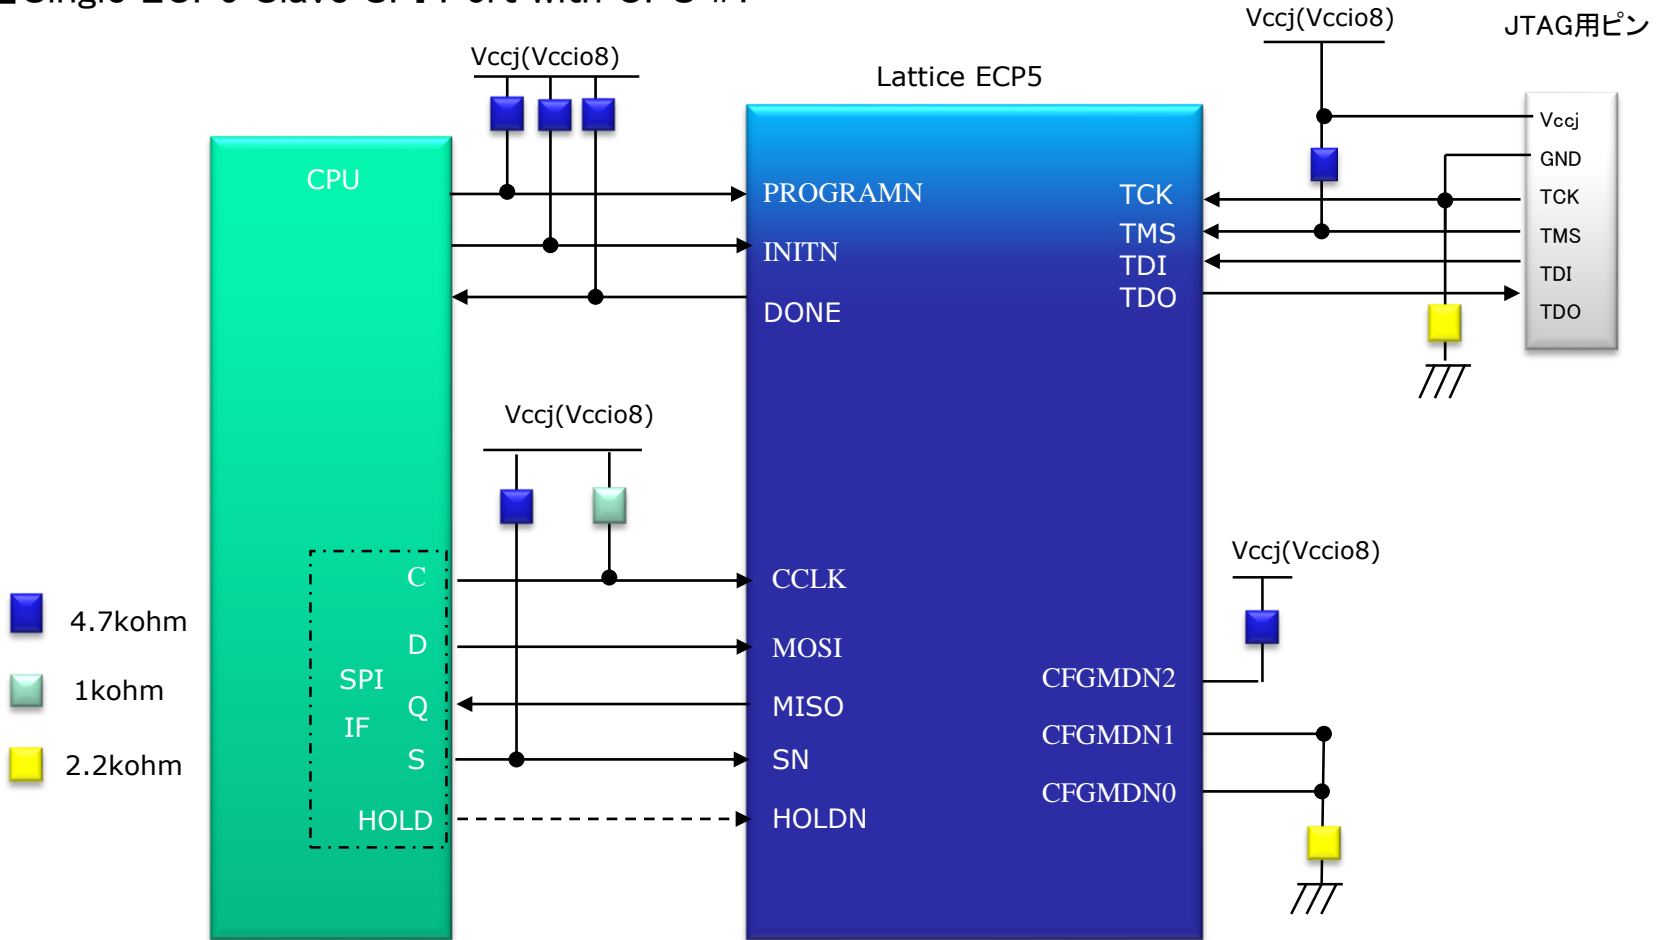 Vccj(Vccio8)
JTAG用ピン
Vccj(Vccio8)
Lattice ECP5
CPU
PROGRAMN
INITN
DONE
TCK
TMS
TDI
TDO
Vccj
GND
TCK
TMS
TDI
TDO
Vccj(Vccio8)
C
D
SPI
Q
IF
S
HOLD
CCLK
MOSI
MISO
SN
HOLDN
Vccj(Vccio8)
CFGMDN2
CFGMDN1
CFGMDN0
4.7kohm
1kohm
2.2kohm